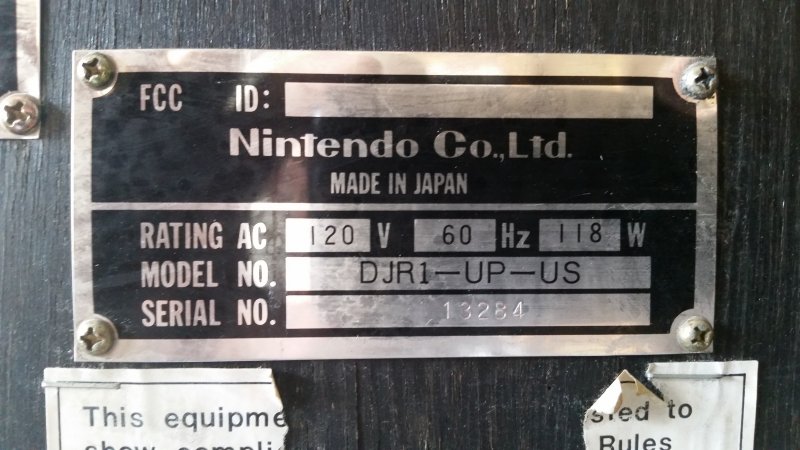 FCC ID:
Nintendo Co.,Ltd.
MADE IN JAPAN
RATING AC 120 V 60 Hz 118 W
MODEL NO. DJR1-UP-US
SERIAL NO. 13284
This equipme to
show Rules